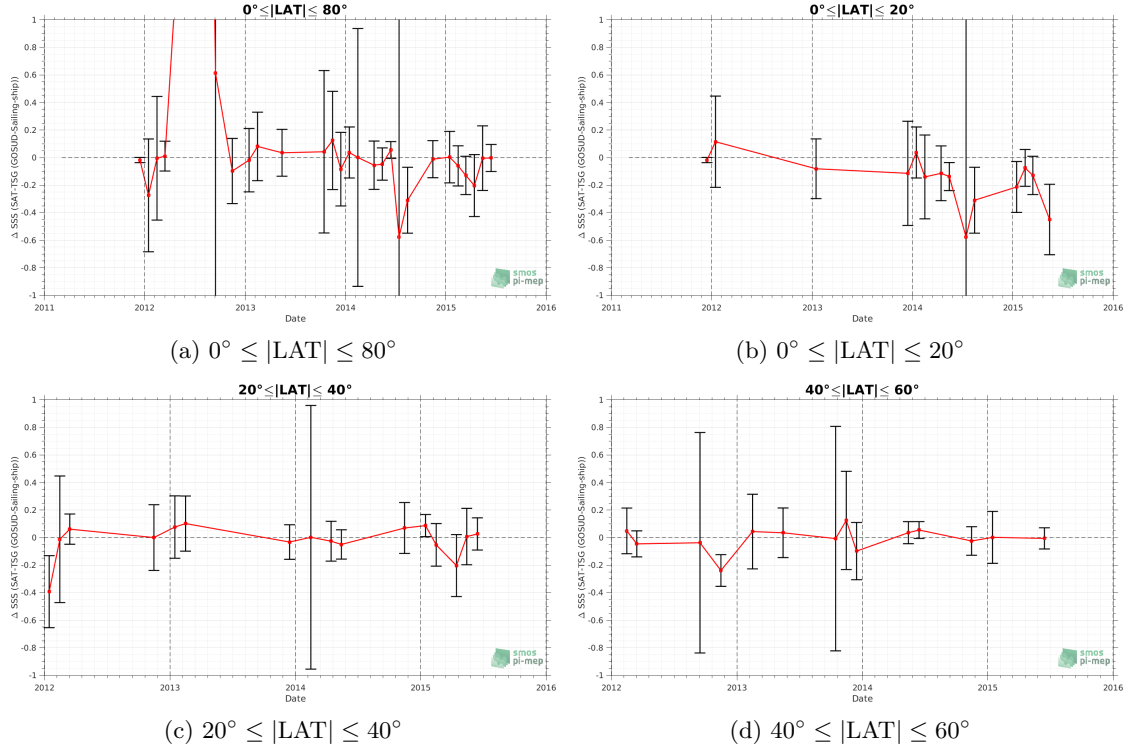 0°≤|LAT|≤ 80°
Δ SSS (SAT-TSG (GOSUD-Sailing-ship))
1
0.8
0.6
0.4
0.2
0
-0.2
-0.4
-0.6
-0.8
-1
2011
2012
2013
2014
2015
2016
Date
smos
pi-mep
(a) 0° ≤ |LAT| ≤ 80°
0°≤|LAT|≤ 20°
Δ SSS (SAT-TSG (GOSUD-Sailing-ship))
1
0.8
0.6
0.4
0.2
0
-0.2
-0.4
-0.6
-0.8
-1
2011
2012
2013
2014
2015
2016
Date
smos
pi-mep
(b) 0° ≤ |LAT| ≤ 20°
20°≤|LAT|≤ 40°
Δ SSS (SAT-TSG (GOSUD-Sailing-ship))
1
0.8
0.6
0.4
0.2
0
-0.2
-0.4
-0.6
-0.8
-1
2012
2013
2014
2015
2016
Date
smos
pi-mep
(c) 20° ≤ |LAT| ≤ 40°
40°≤|LAT|≤ 60°
Δ SSS (SAT-TSG (GOSUD-Sailing-ship))
1
0.8
0.6
0.4
0.2
0
-0.2
-0.4
-0.6
-0.8
-1
2012
2013
2014
2015
2016
Date
smos
pi-mep
(d) 40° ≤ |LAT| ≤ 60°